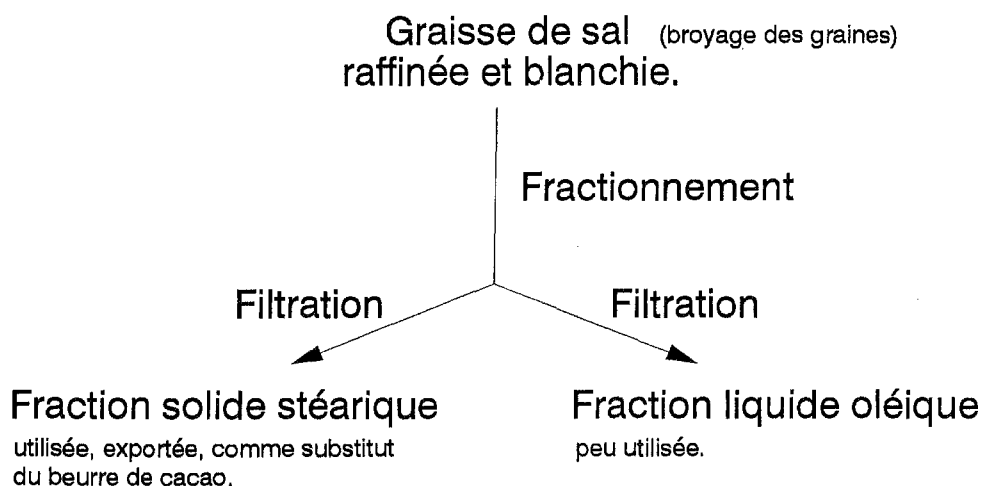 Graisse de sal (broyage des graines)
raffinée et blanchie.
Fractionnement
Filtration
Filtration
Fraction solide stéarique
utilisée, exportée, comme substitut
du beurre de cacao.
Fraction liquide oléique
peu utilisée.